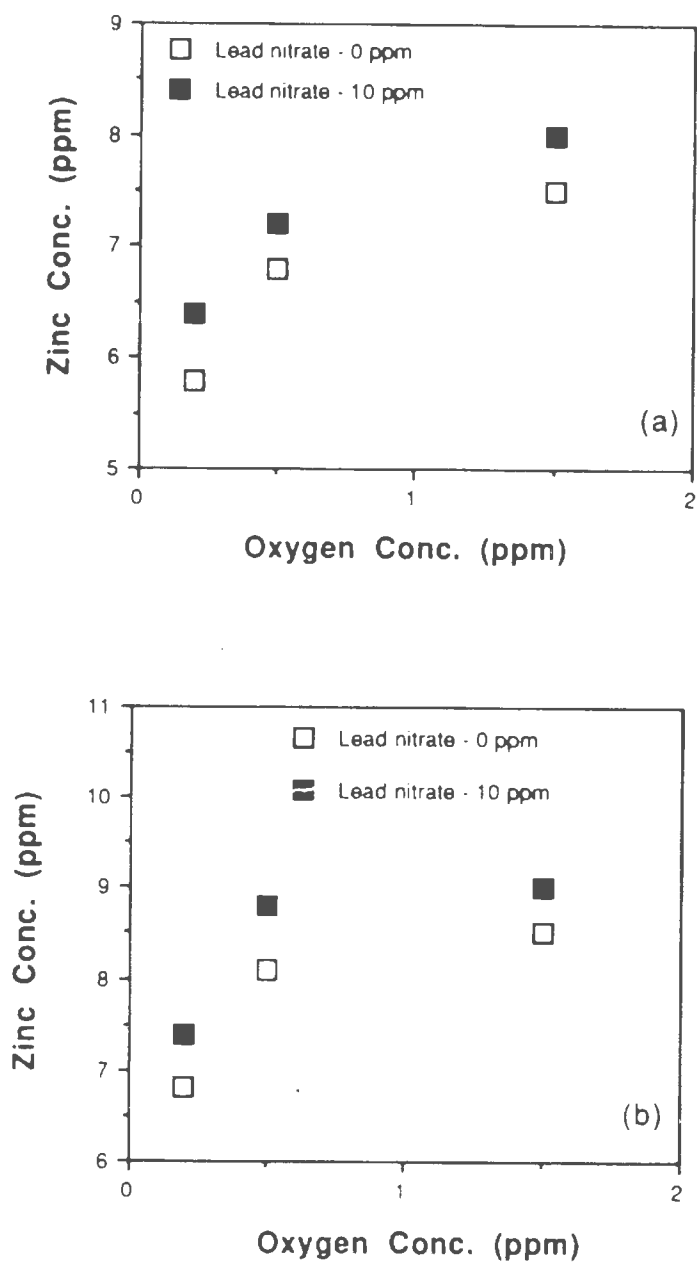 9
8
7
6
5
Zinc Conc. (ppm)
Lead nitrate - 0 ppm
Lead nitrate - 10 ppm
(a)
0 1 2
Oxygen Conc. (ppm)
11
10
9
8
7
6
Zinc Conc. (ppm)
Lead nitrate - 0 ppm
Lead nitrate - 10 ppm
(b)
0 1 2
Oxygen Conc. (ppm)